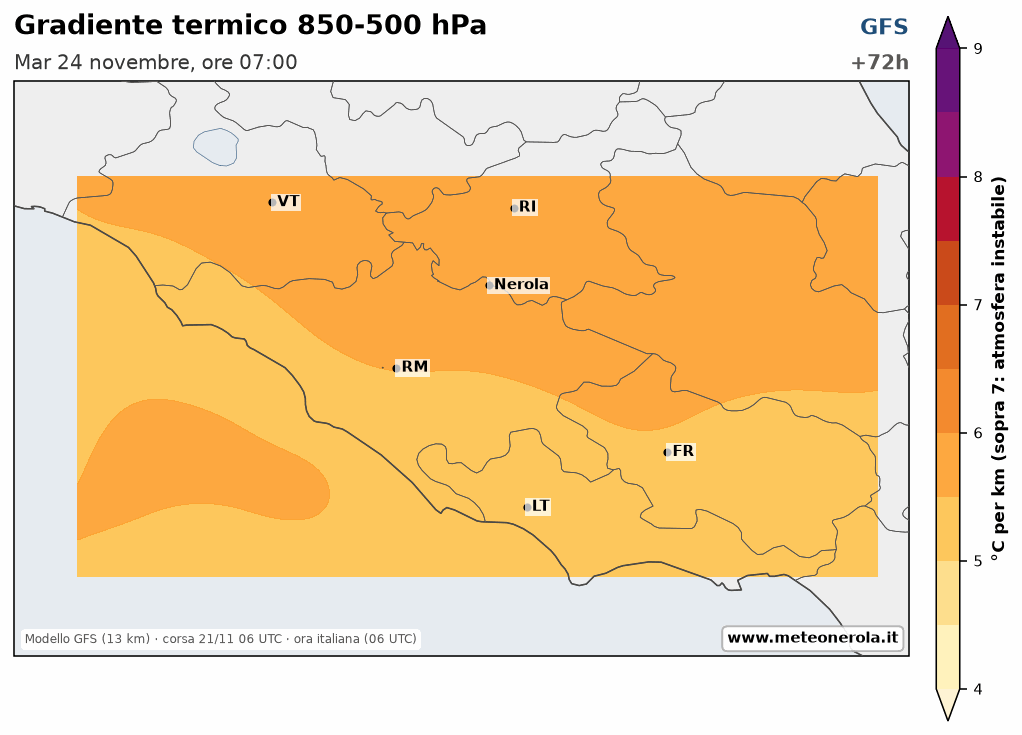 Gradiente termico 850-500 hPa
GFS
Mar 24 novembre, ore 07:00
+72h
9
8
7
6
5
4
°C per km (sopra 7: atmosfera instabile)
VT
RI
Nerola
RM
FR
LT
Modello GFS (13 km) · corsa 21/11 06 UTC · ora italiana (06 UTC)
www.meteonerola.it